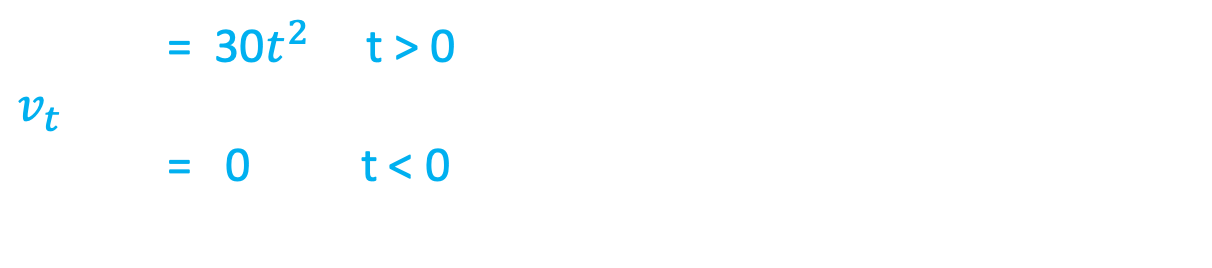 = 30t² t > 0
vₜ
= 0 t < 0